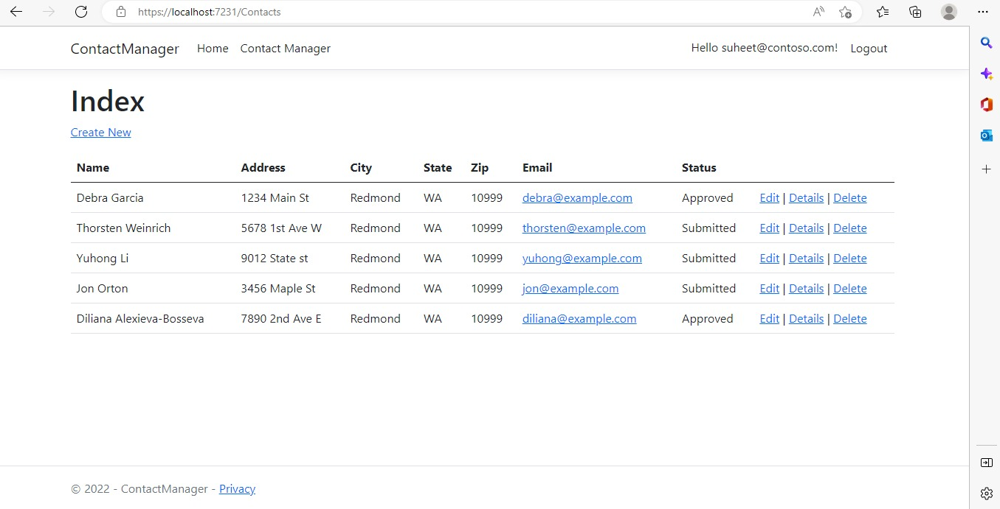 https://localhost:7231/Contacts
ContactManager Home Contact Manager Hello suheet@contoso.com! Logout
Index
Create New
Name Address City State Zip Email Status
Debra Garcia 1234 Main St Redmond WA 10999 debra@example.com Approved Edit | Details | Delete
Thorsten Weinrich 5678 1st Ave W Redmond WA 10999 thorsten@example.com Submitted Edit | Details | Delete
Yuhong Li 9012 State st Redmond WA 10999 yuhong@example.com Submitted Edit | Details | Delete
Jon Orton 3456 Maple St Redmond WA 10999 jon@example.com Submitted Edit | Details | Delete
Diliana Alexieva-Bosseva 7890 2nd Ave E Redmond WA 10999 diliana@example.com Approved Edit | Details | Delete
© 2022 - ContactManager - Privacy